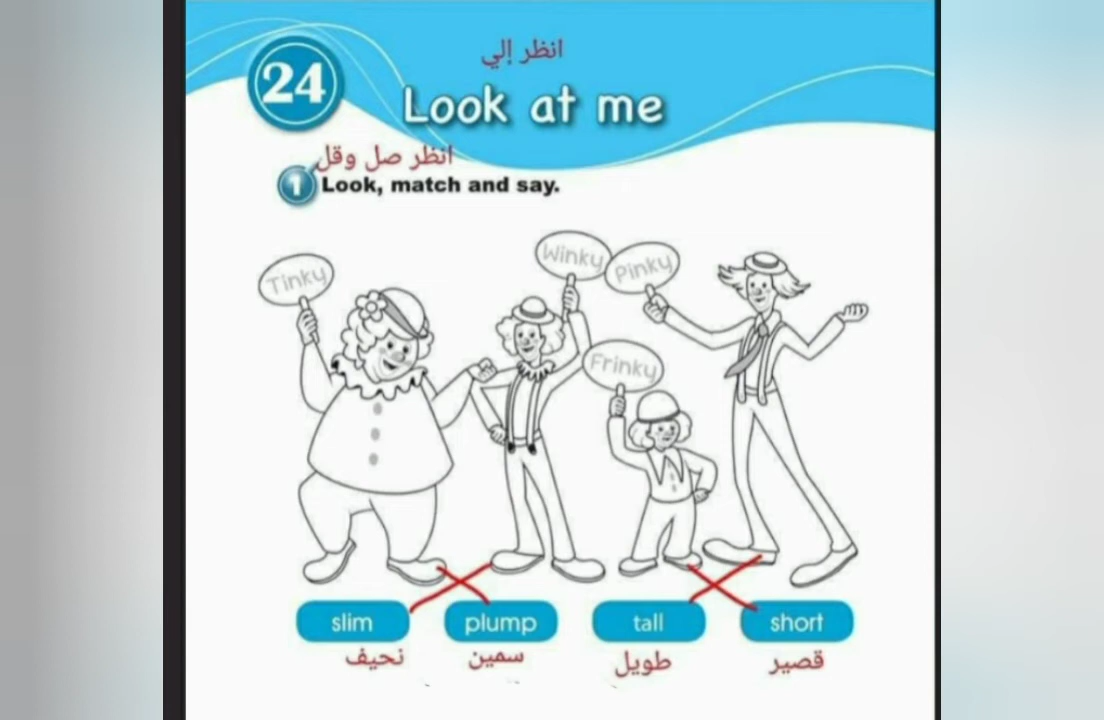 انظر إلي
24
Look at me
انظر صل وقل
1 Look, match and say.
Tinky
Winky
Pinky
Frinky
slim
plump
tall
short
نحيف
سمين
طويل
قصير